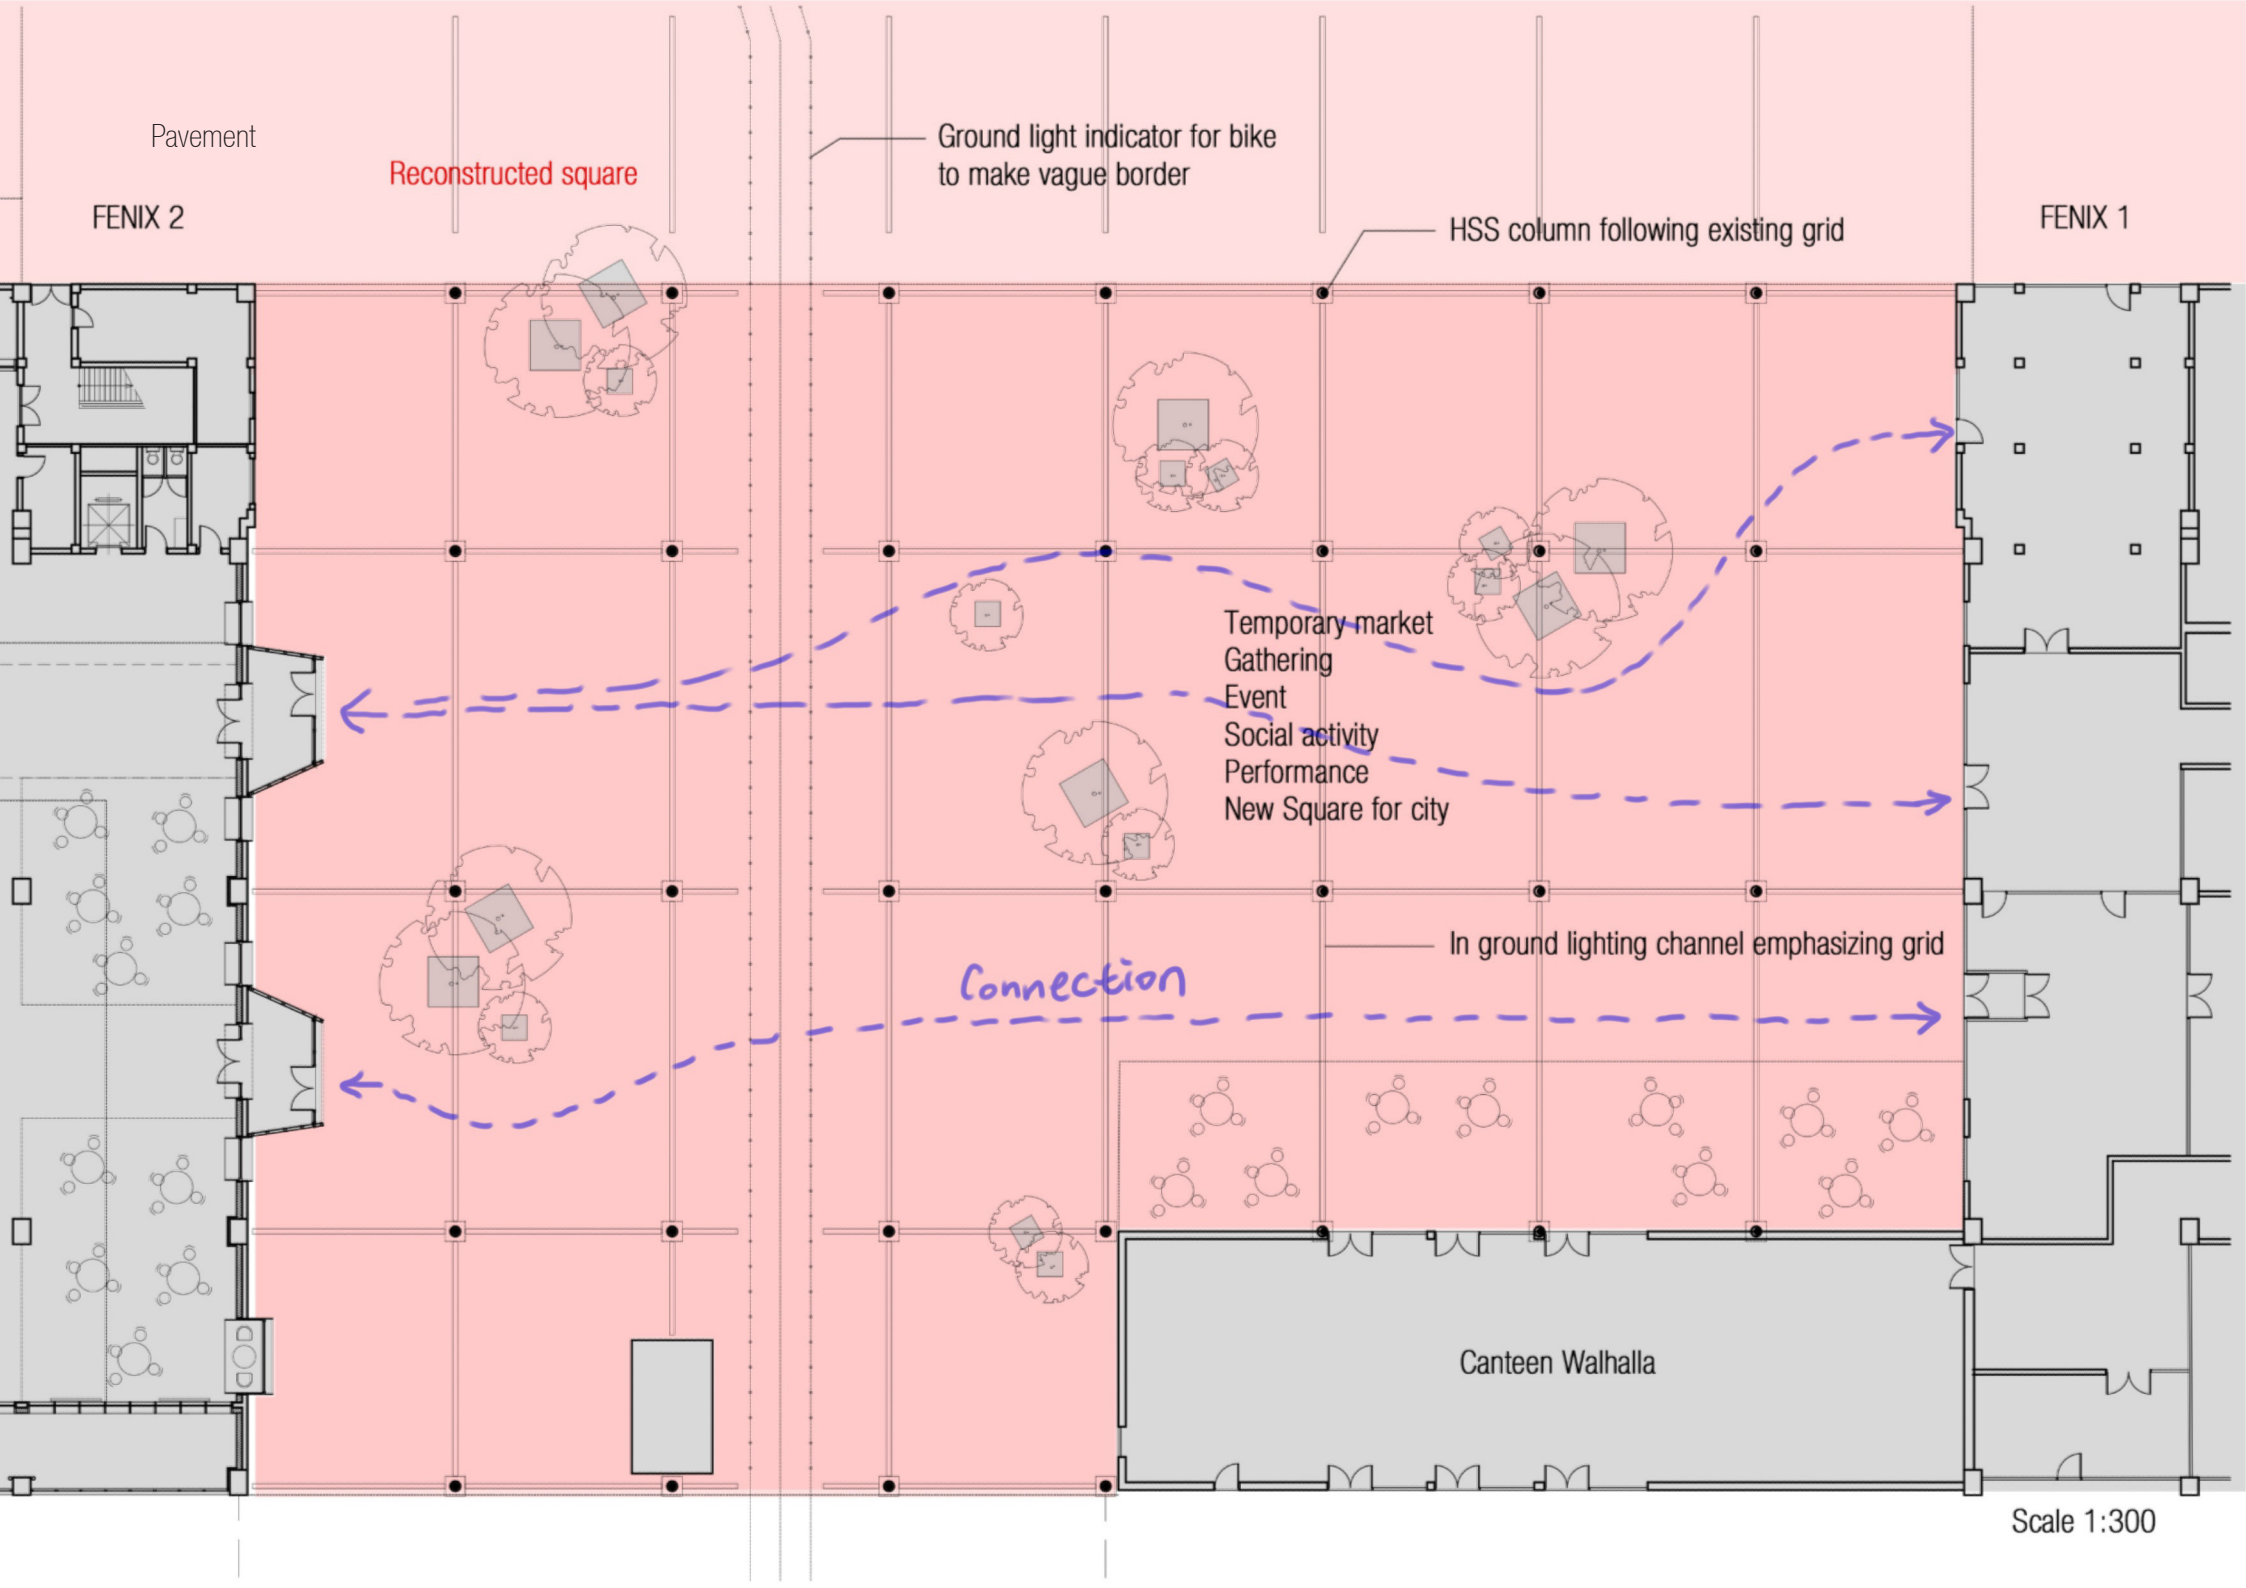 Pavement
Reconstructed square
FENIX 2
Ground light indicator for bike
to make vague border
HSS column following existing grid
FENIX 1
Temporary market
Gathering
Event
Social activity
Performance
New Square for city
In ground lighting channel emphasizing grid
Connection
Canteen Walhalla
Scale 1:300